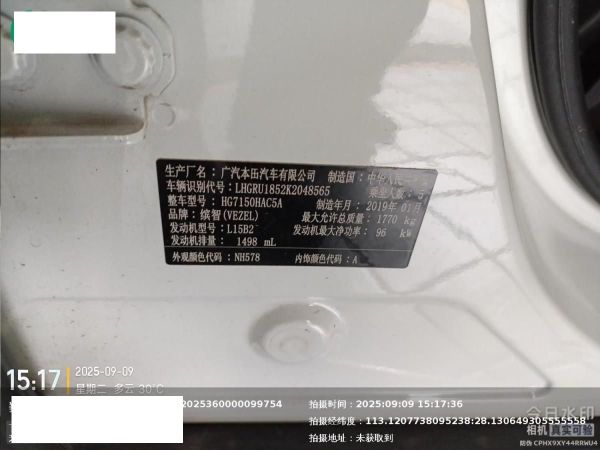 生产厂名：广汽本田汽车有限公司 制造国：中华人民
车辆识别代号：LHGRU1852K2048565 乘坐人数：5
整车型号：HG7150HAC5A 制造年月：2019年01月
品牌：缤智(VEZEL) 最大允许总质量：1770 kg
发动机型号：L15B2 发动机最大净功率：96 kW
发动机排量：1498 mL
外观颜色代码：NH578 内饰颜色代码：A
15:17 2025-09-09
星期二 多云 30℃
2025360000099754 拍摄时间：2025:09:09 15:17:36
拍摄经纬度：113.1207738095238:28.130649305555558
拍摄地址：未获取到
今日水印
相机 真实可验
防伪 CPHX9XY44RRWU4